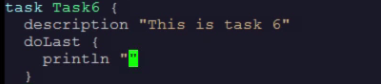 task Task6 {
  description "This is task 6"
  doLast {
    println ""
  }